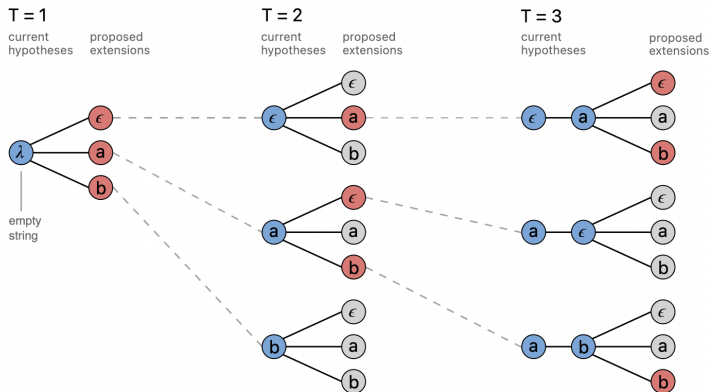 T = 1
T = 2
T = 3
current hypotheses
proposed extensions
current hypotheses
proposed extensions
current hypotheses
proposed extensions
λ
ϵ
a
b
empty
string
ϵ
ϵ
a
b
a
ϵ
a
b
b
ϵ
a
b
ϵ
a
ϵ
a
b
a
ϵ
ϵ
a
b
a
b
ϵ
a
b